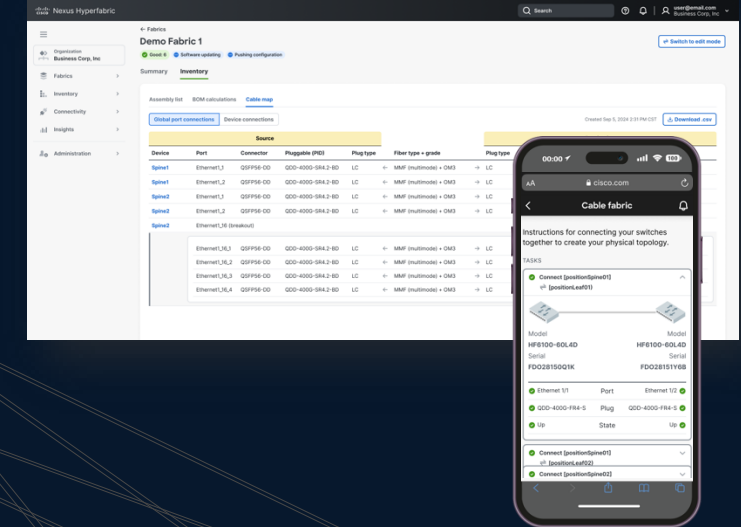 Nexus Hyperfabric
Search
user@email.com
Business Corp, Inc
Organization
Business Corp, Inc
Fabrics
Inventory
Connectivity
Insights
Administration
← Fabrics
Demo Fabric 1
Switch to edit mode
Good: 8 Software updating Pushing configuration
Summary Inventory
Assembly list BOM calculations Cable map
Global port connections Device connections
Created Sep 5, 2024 2:31 PM CST Download .csv
Source
Device Port Connector Pluggable (PID) Plug type Fiber type + grade Plug type
Spine1 Ethernet1_1 QSFP56-DD QDD-400G-SR4.2-BD LC ← MMF (multimode) + OM3 → LC
Spine1 Ethernet1_2 QSFP56-DD QDD-400G-SR4.2-BD LC ← MMF (multimode) + OM3 → LC
Spine2 Ethernet1_1 QSFP56-DD QDD-400G-SR4.2-BD LC ← MMF (multimode) + OM3 → LC
Spine2 Ethernet1_2 QSFP56-DD QDD-400G-SR4.2-BD LC ← MMF (multimode) + OM3 → LC
Spine2 Ethernet1_16 (breakout)
Ethernet1_16_1 QSFP56-DD QDD-400G-SR4.2-BD LC ← MMF (multimode) + OM3 → LC
Ethernet1_16_2 QSFP56-DD QDD-400G-SR4.2-BD LC ← MMF (multimode) + OM3 → LC
Ethernet1_16_3 QSFP56-DD QDD-400G-SR4.2-BD LC ← MMF (multimode) + OM3 → LC
Ethernet1_16_4 QSFP56-DD QDD-400G-SR4.2-BD LC ← MMF (multimode) + OM3 → LC
00:00 100
AA cisco.com
Cable fabric
Instructions for connecting your switches
together to create your physical topology.
TASKS
Connect [positionSpine01]
⇌ [positionLeaf01]
Model Model
HF6100-60L4D HF6100-60L4D
Serial Serial
FDO28150Q1K FDO28151Y6B
Ethernet 1/1 Port Ethernet 1/2
QDD-400G-FR4-S Plug QDD-400G-FR4-S
Up State Up
Connect [positionSpine01]
⇌ [positionLeaf02]
Connect [positionSpine02]